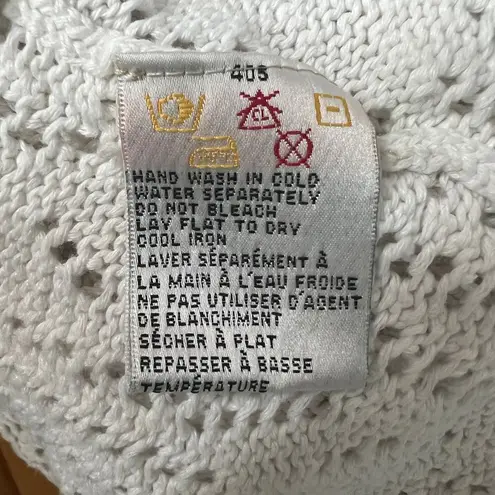 405
CL
HAND WASH IN COLD
WATER SEPARATELY
DO NOT BLEACH
LAY FLAT TO DRY
COOL IRON
LAVER SÉPARÉMENT À
LA MAIN À L'EAU FROIDE
NE PAS UTILISER D'AGENT
DE BLANCHIMENT
SÉCHER À PLAT
REPASSER À BASSE
TEMPÉRATURE